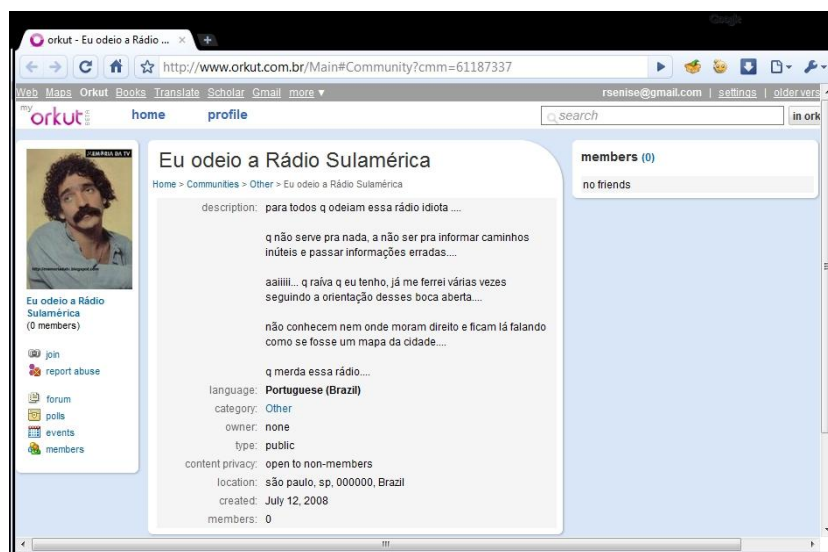 Google
orkut - Eu odeio a Rádio ...
http://www.orkut.com.br/Main#Community?cmm=61187337
Web Maps Orkut Books Translate Scholar Gmail more ▼ rsenise@gmail.com | settings | older vers
my orkut BETA home profile search in ork
MEMÓRIA DA TV
Eu odeio a Rádio Sulamérica
(0 members)
join
report abuse
forum
polls
events
members
Eu odeio a Rádio Sulamérica
Home > Communities > Other > Eu odeio a Rádio Sulamérica
description: para todos q odeiam essa rádio idiota ....
q não serve pra nada, a não ser pra informar caminhos
inúteis e passar informações erradas....
aaiiiii... q raíva q eu tenho, já me ferrei várias vezes
seguindo a orientação desses boca aberta....
não conhecem nem onde moram direito e ficam lá falando
como se fosse um mapa da cidade....
q merda essa rádio....
language: Portuguese (Brazil)
category: Other
owner: none
type: public
content privacy: open to non-members
location: são paulo, sp, 000000, Brazil
created: July 12, 2008
members: 0
members (0)
no friends